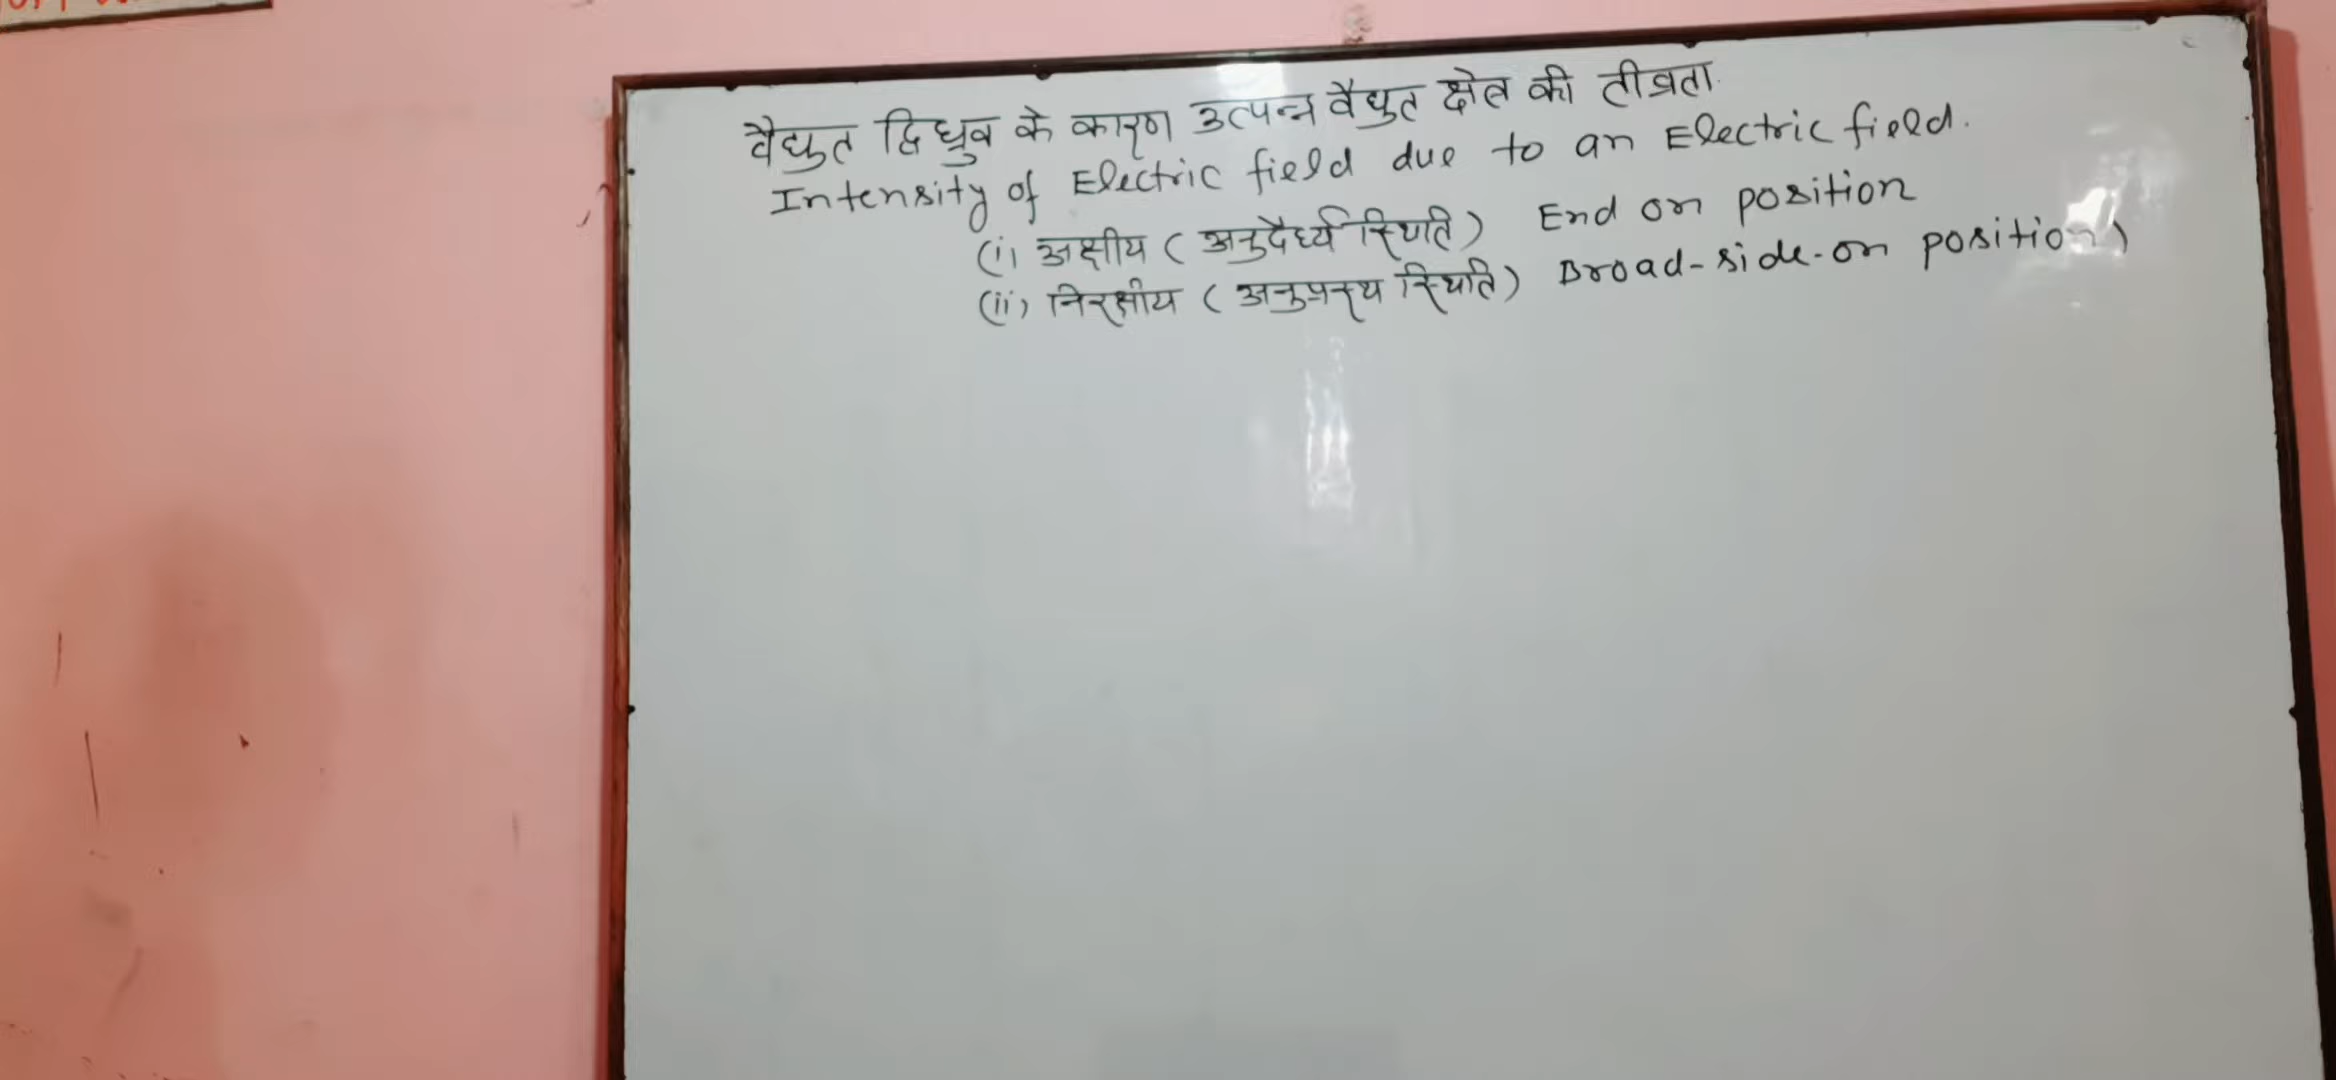 वैद्युत द्विध्रुव के कारण उत्पन्न वैद्युत क्षेत्र की तीव्रता
Intensity of Electric field due to an Electric field.
(i) अक्षीय ( अनुदैर्ध्य स्थिति ) End on position
(ii) निरक्षीय ( अनुप्रस्थ स्थिति ) Broad-side-on position)